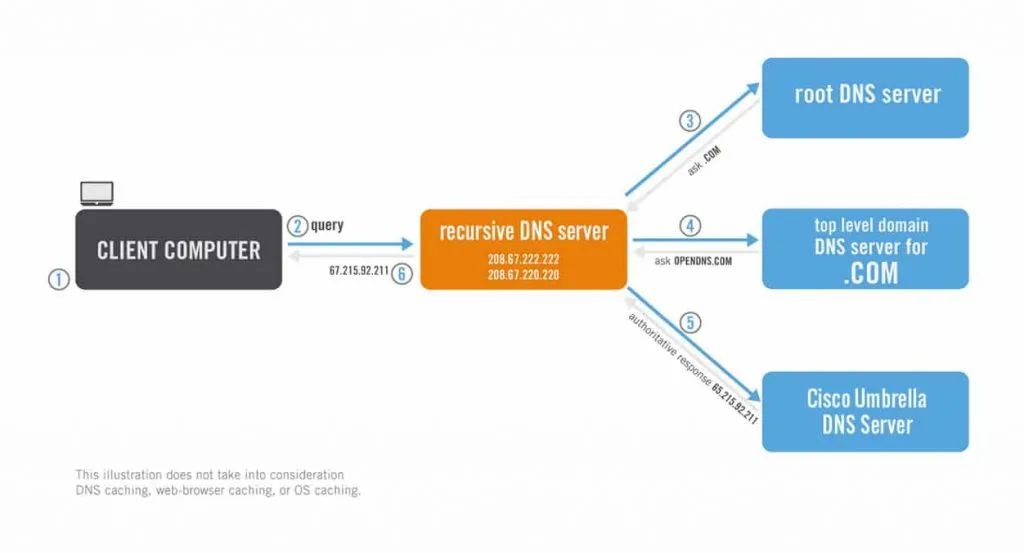 root DNS server
③
ask .COM
② query
CLIENT COMPUTER
①
67.215.92.211 ⑥
recursive DNS server
208.67.222.222
208.67.220.220
④
ask OPENDNS.COM
top level domain
DNS server for
.COM
⑤
authoritative response 65.215.92.211
Cisco Umbrella
DNS Server
This illustration does not take into consideration
DNS caching, web-browser caching, or OS caching.